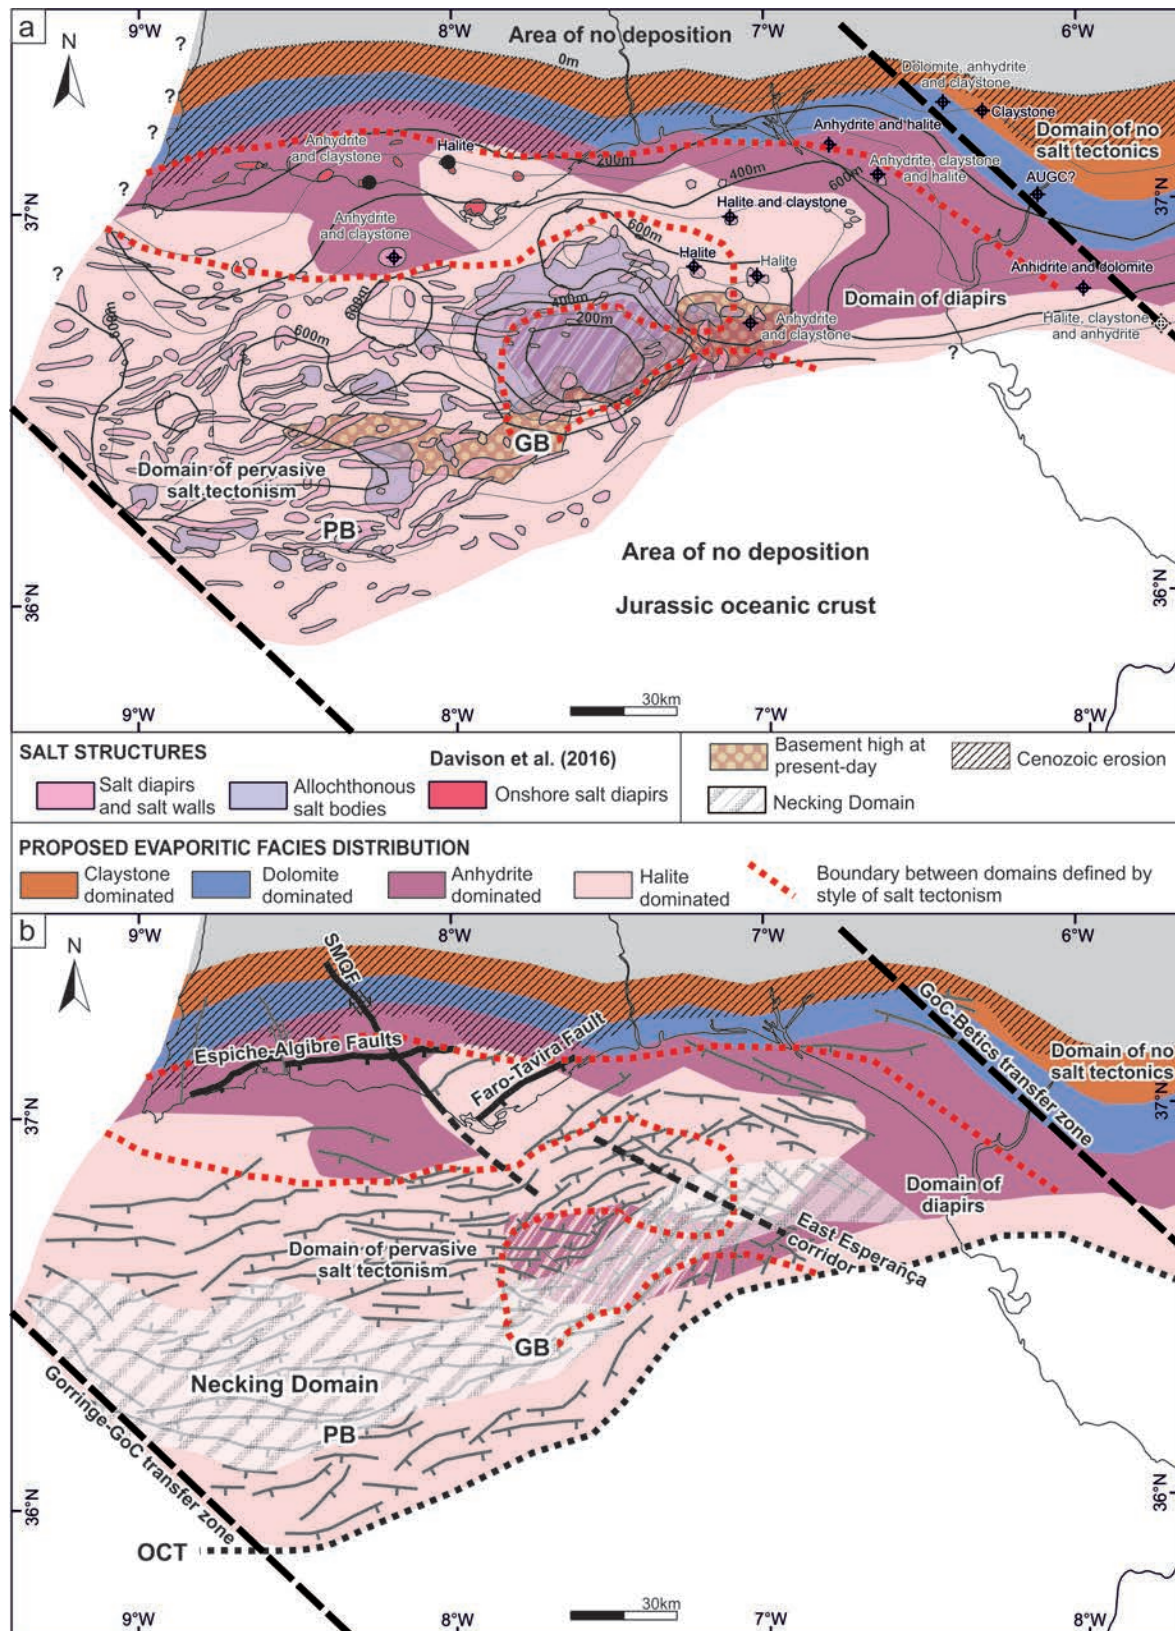 a
9°W
8°W
7°W
6°W
N
Area of no deposition
0m
Dolomite, anhydrite
and claystone
Claystone
Domain of no
salt tectonics
Anhydrite
and claystone
Halite
Anhydrite and halite
200m
Anhydrite, claystone
and halite
400m
600m
AUGC?
37°N
37°N
Anhydrite
and claystone
Halite and claystone
600m
Halite
Halite
Anhidrite and dolomite
Domain of diapirs
Halite, claystone
and anhydrite
600m
600m
600m
400m
200m
Anhydrite
and claystone
GB
Domain of pervasive
salt tectonism
PB
Area of no deposition
Jurassic oceanic crust
36°N
36°N
30km
9°W
8°W
7°W
8°W
?
?
?
?
?
?
?
SALT STRUCTURES
Davison et al. (2016)
Salt diapirs
and salt walls
Allochthonous
salt bodies
Onshore salt diapirs
Basement high at
present-day
Cenozoic erosion
Necking Domain
PROPOSED EVAPORITIC FACIES DISTRIBUTION
Claystone
dominated
Dolomite
dominated
Anhydrite
dominated
Halite
dominated
Boundary between domains defined by
style of salt tectonism
b
9°W
8°W
7°W
6°W
N
SMQF
Espiche-Algibre Faults
Faro-Tavira Fault
GoC-Betics transfer zone
Domain of no
salt tectonics
37°N
37°N
Domain of
diapirs
Domain of pervasive
salt tectonism
East Esperança
corridor
GB
Necking Domain
PB
Gorringe-GoC transfer zone
OCT
36°N
36°N
30km
9°W
8°W
7°W
8°W